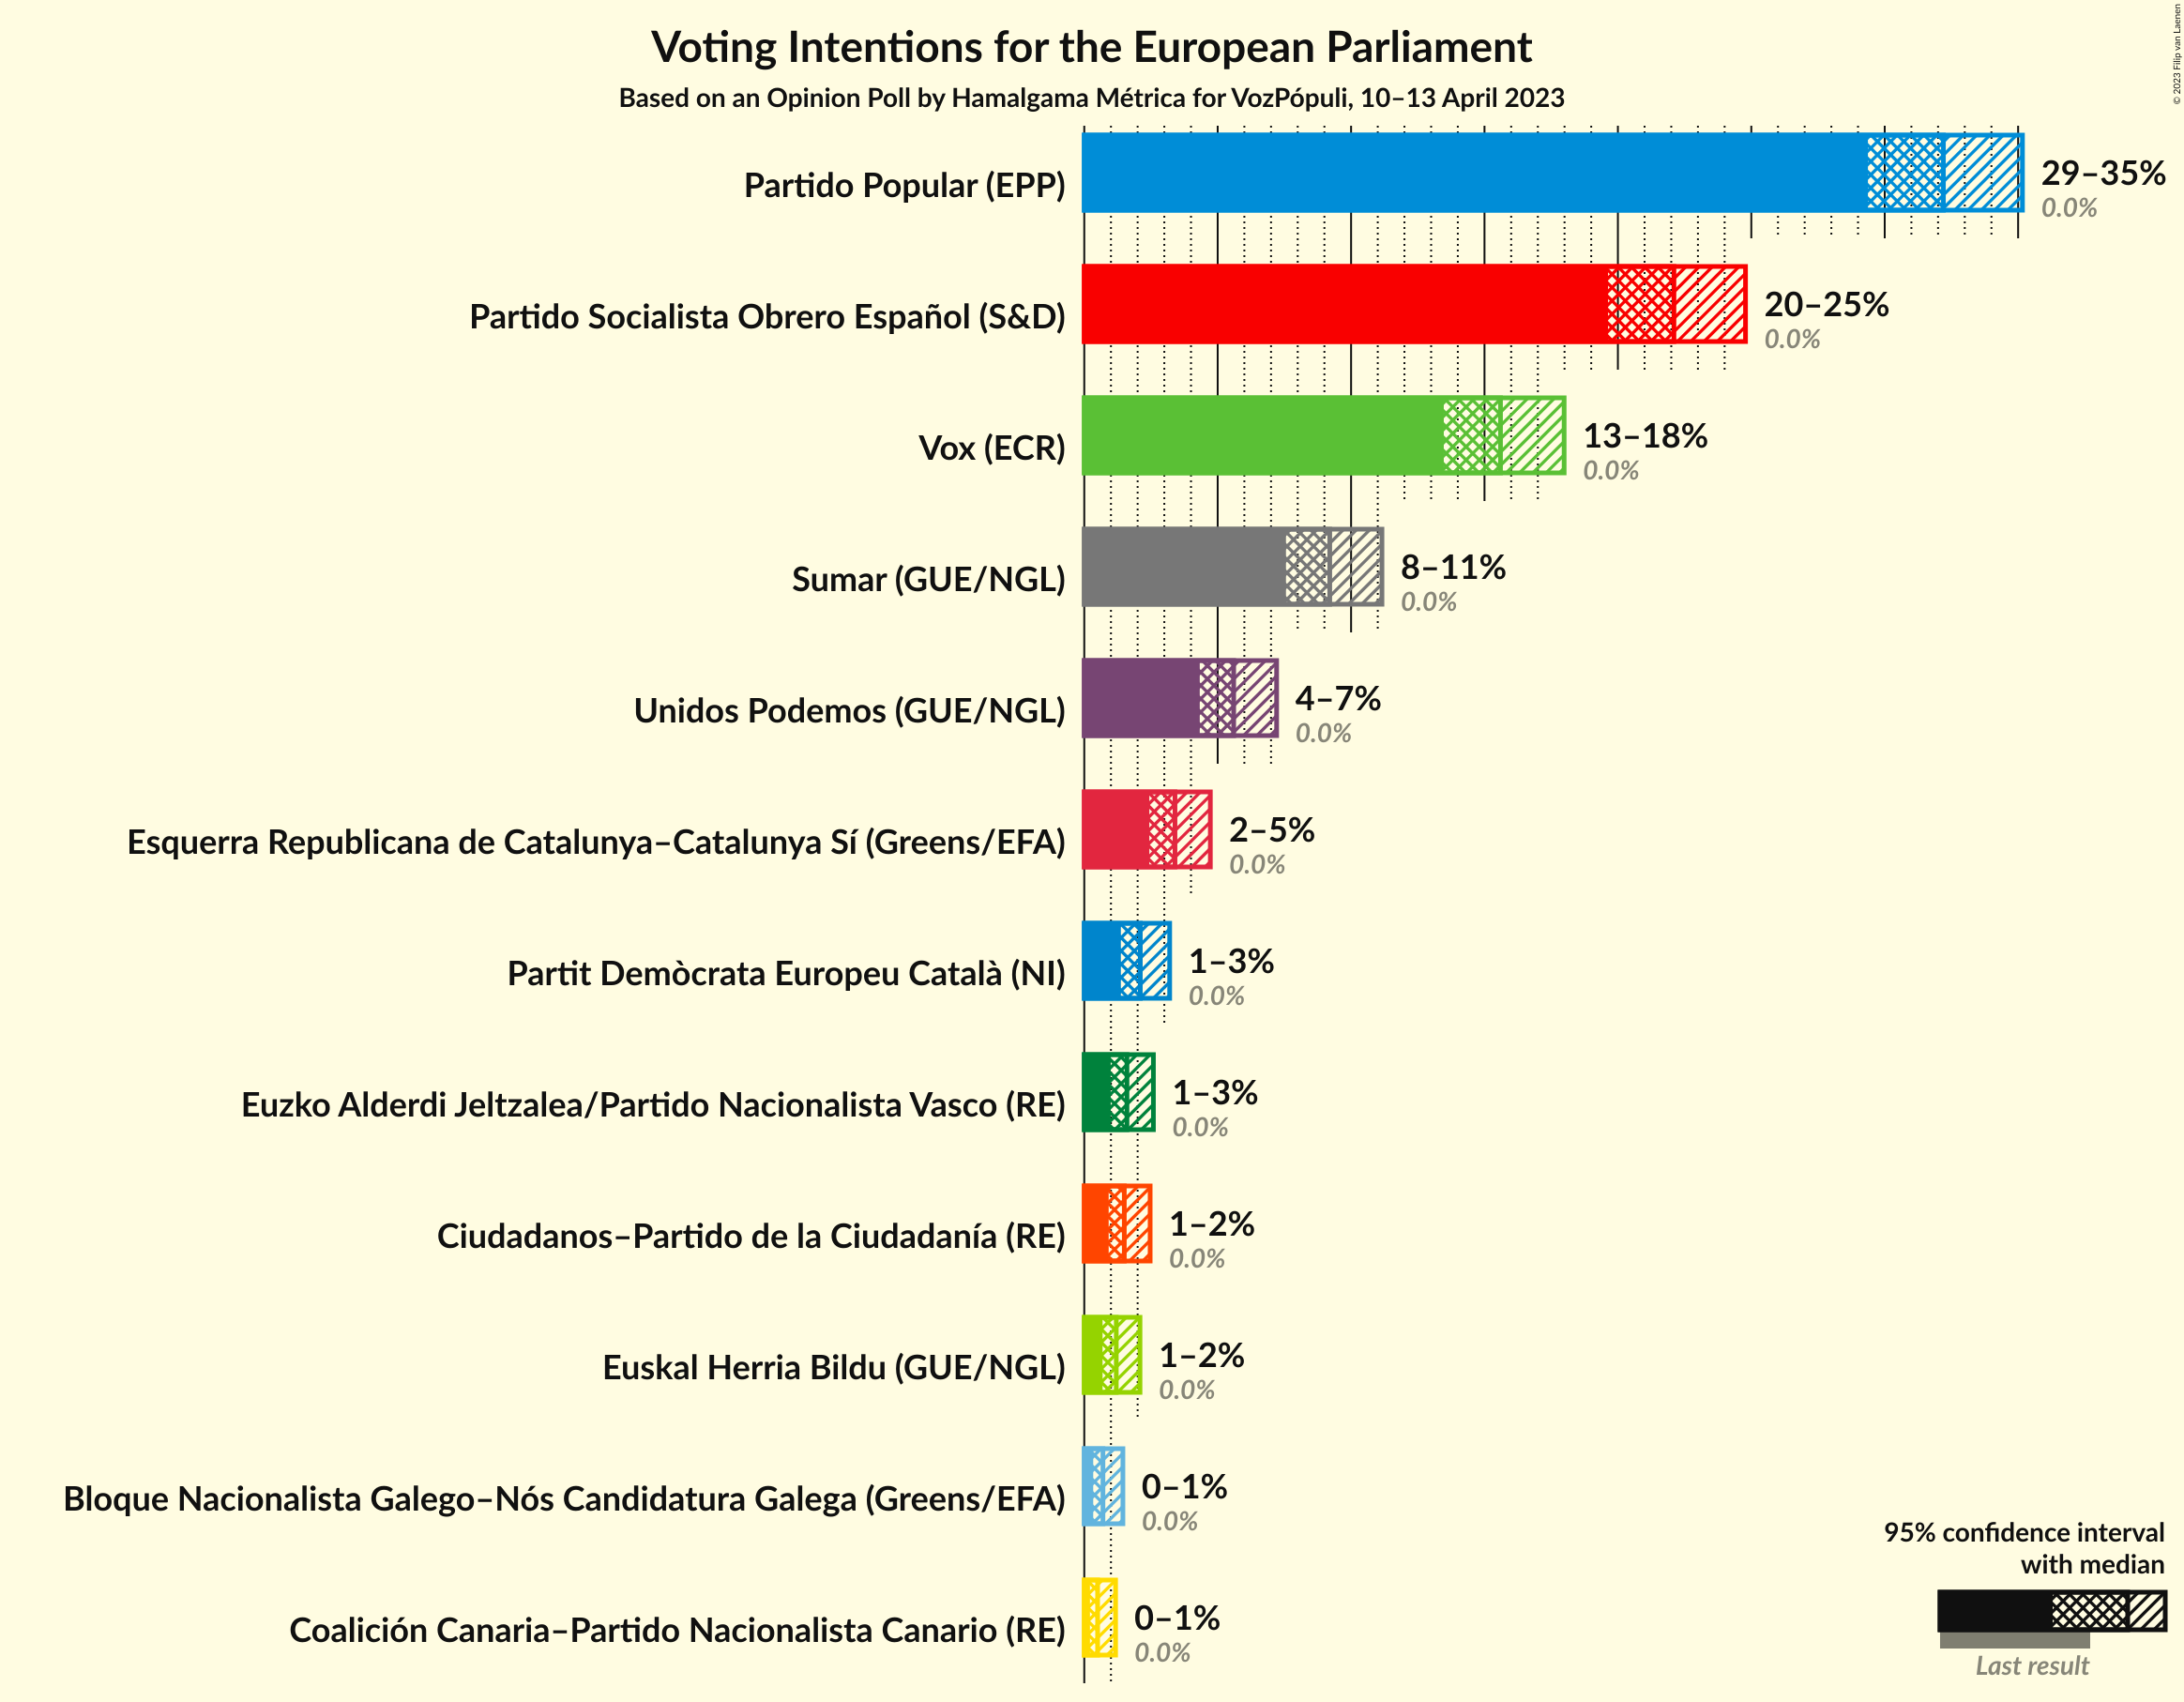 Voting Intentions for the European Parliament
Based on an Opinion Poll by Hamalgama Métrica for VozPópuli, 10–13 April 2023
© 2023 Filip van Laenen
Partido Popular (EPP)
29–35%
0.0%
Partido Socialista Obrero Español (S&D)
20–25%
0.0%
Vox (ECR)
13–18%
0.0%
Sumar (GUE/NGL)
8–11%
0.0%
Unidos Podemos (GUE/NGL)
4–7%
0.0%
Esquerra Republicana de Catalunya–Catalunya Sí (Greens/EFA)
2–5%
0.0%
Partit Demòcrata Europeu Català (NI)
1–3%
0.0%
Euzko Alderdi Jeltzalea/Partido Nacionalista Vasco (RE)
1–3%
0.0%
Ciudadanos–Partido de la Ciudadanía (RE)
1–2%
0.0%
Euskal Herria Bildu (GUE/NGL)
1–2%
0.0%
Bloque Nacionalista Galego–Nós Candidatura Galega (Greens/EFA)
0–1%
0.0%
Coalición Canaria–Partido Nacionalista Canario (RE)
0–1%
0.0%
95% confidence interval
with median
Last result